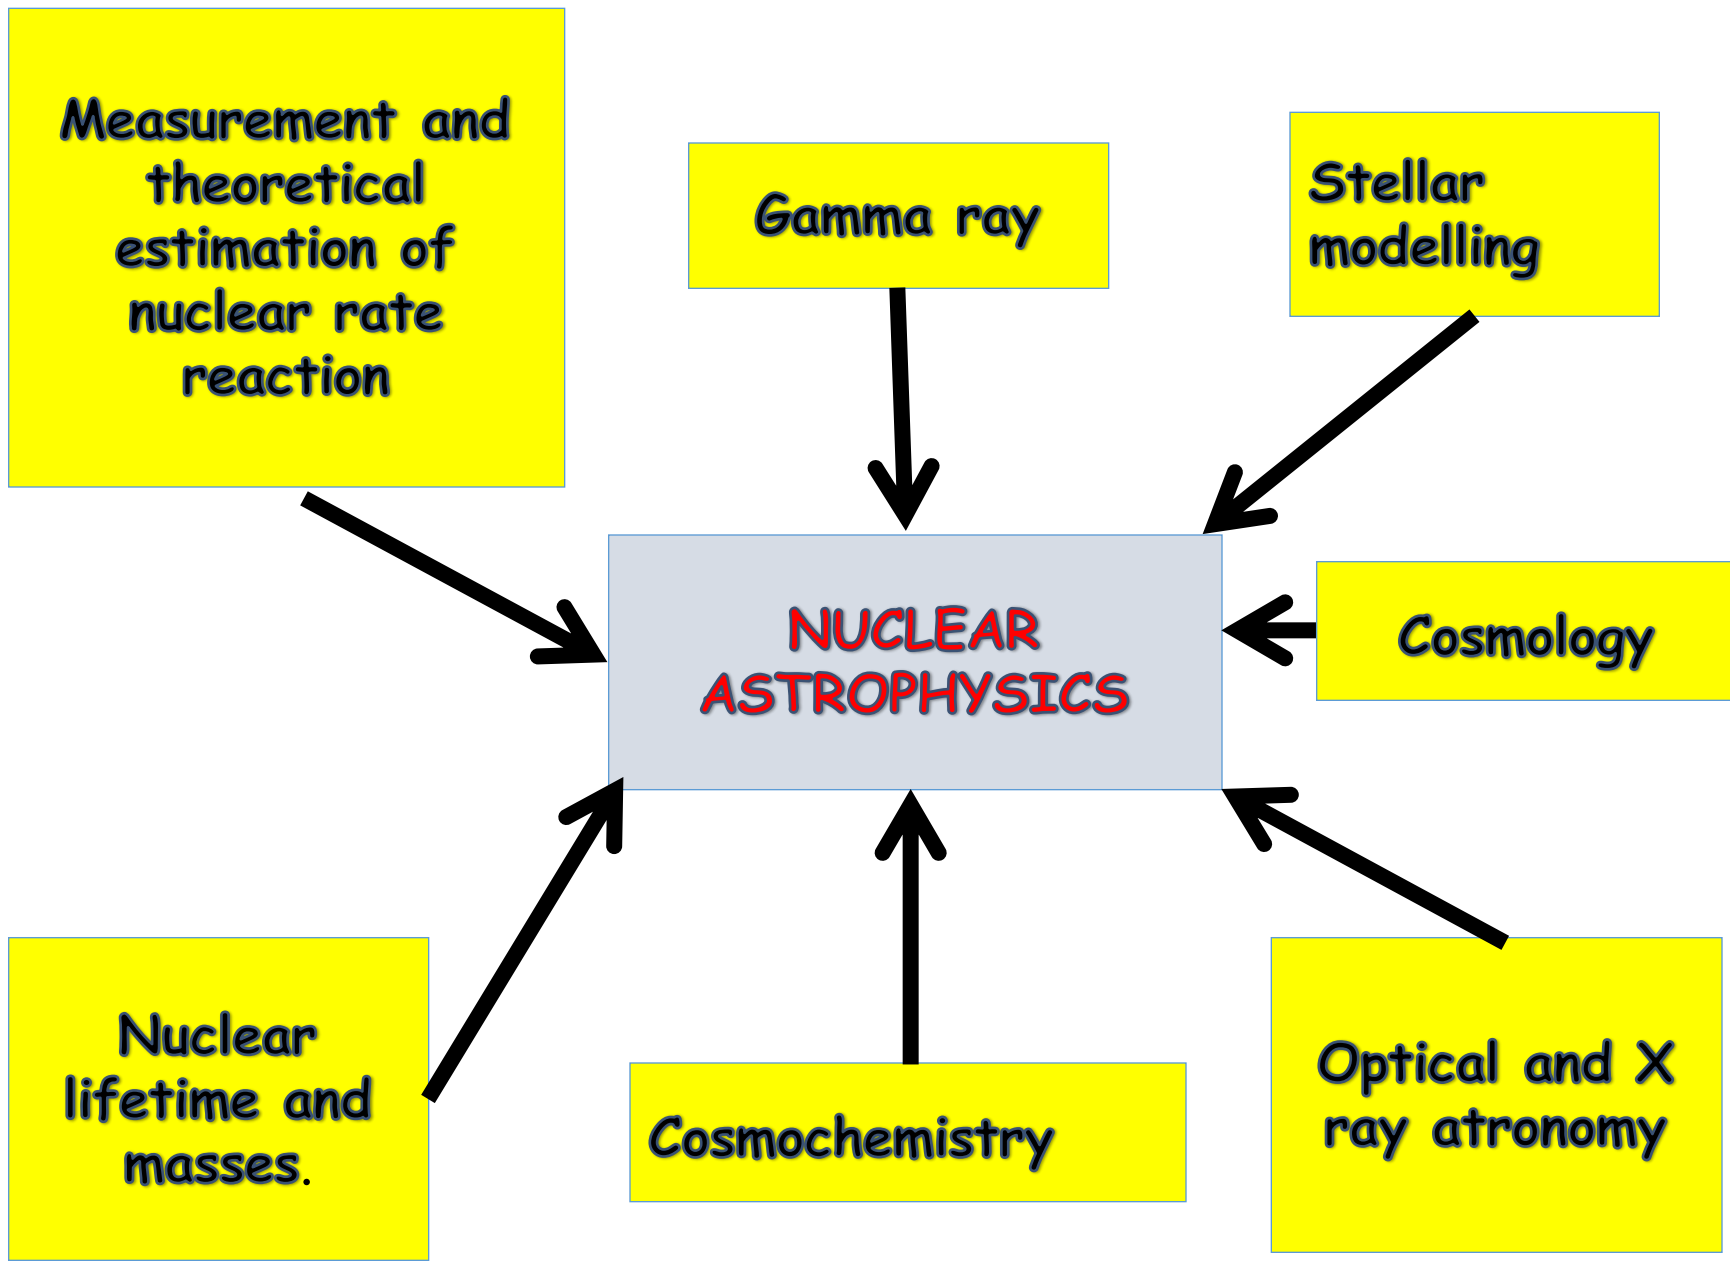 Measurement and
theoretical
estimation of
nuclear rate
reaction
Gamma ray
Stellar
modelling
NUCLEAR
ASTROPHYSICS
Cosmology
Nuclear
lifetime and
masses.
Cosmochemistry
Optical and X
ray atronomy